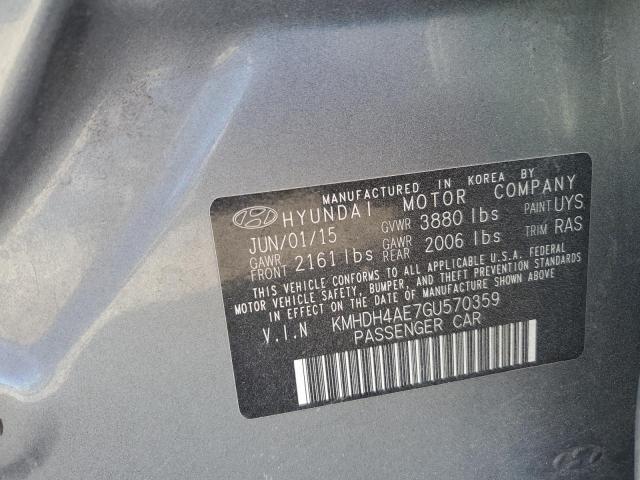 MANUFACTURED IN KOREA BY
HYUNDAI MOTOR COMPANY
JUN/01/15 GVWR 3880 lbs PAINT UYS
GAWR FRONT 2161 lbs GAWR REAR 2006 lbs TRIM RAS
THIS VEHICLE CONFORMS TO ALL APPLICABLE U.S.A. FEDERAL
MOTOR VEHICLE SAFETY, BUMPER, AND THEFT PREVENTION STANDARDS
IN EFFECT ON THE DATE OF MANUFACTURE SHOWN ABOVE.
V.I.N KMHDH4AE7GU570359
PASSENGER CAR